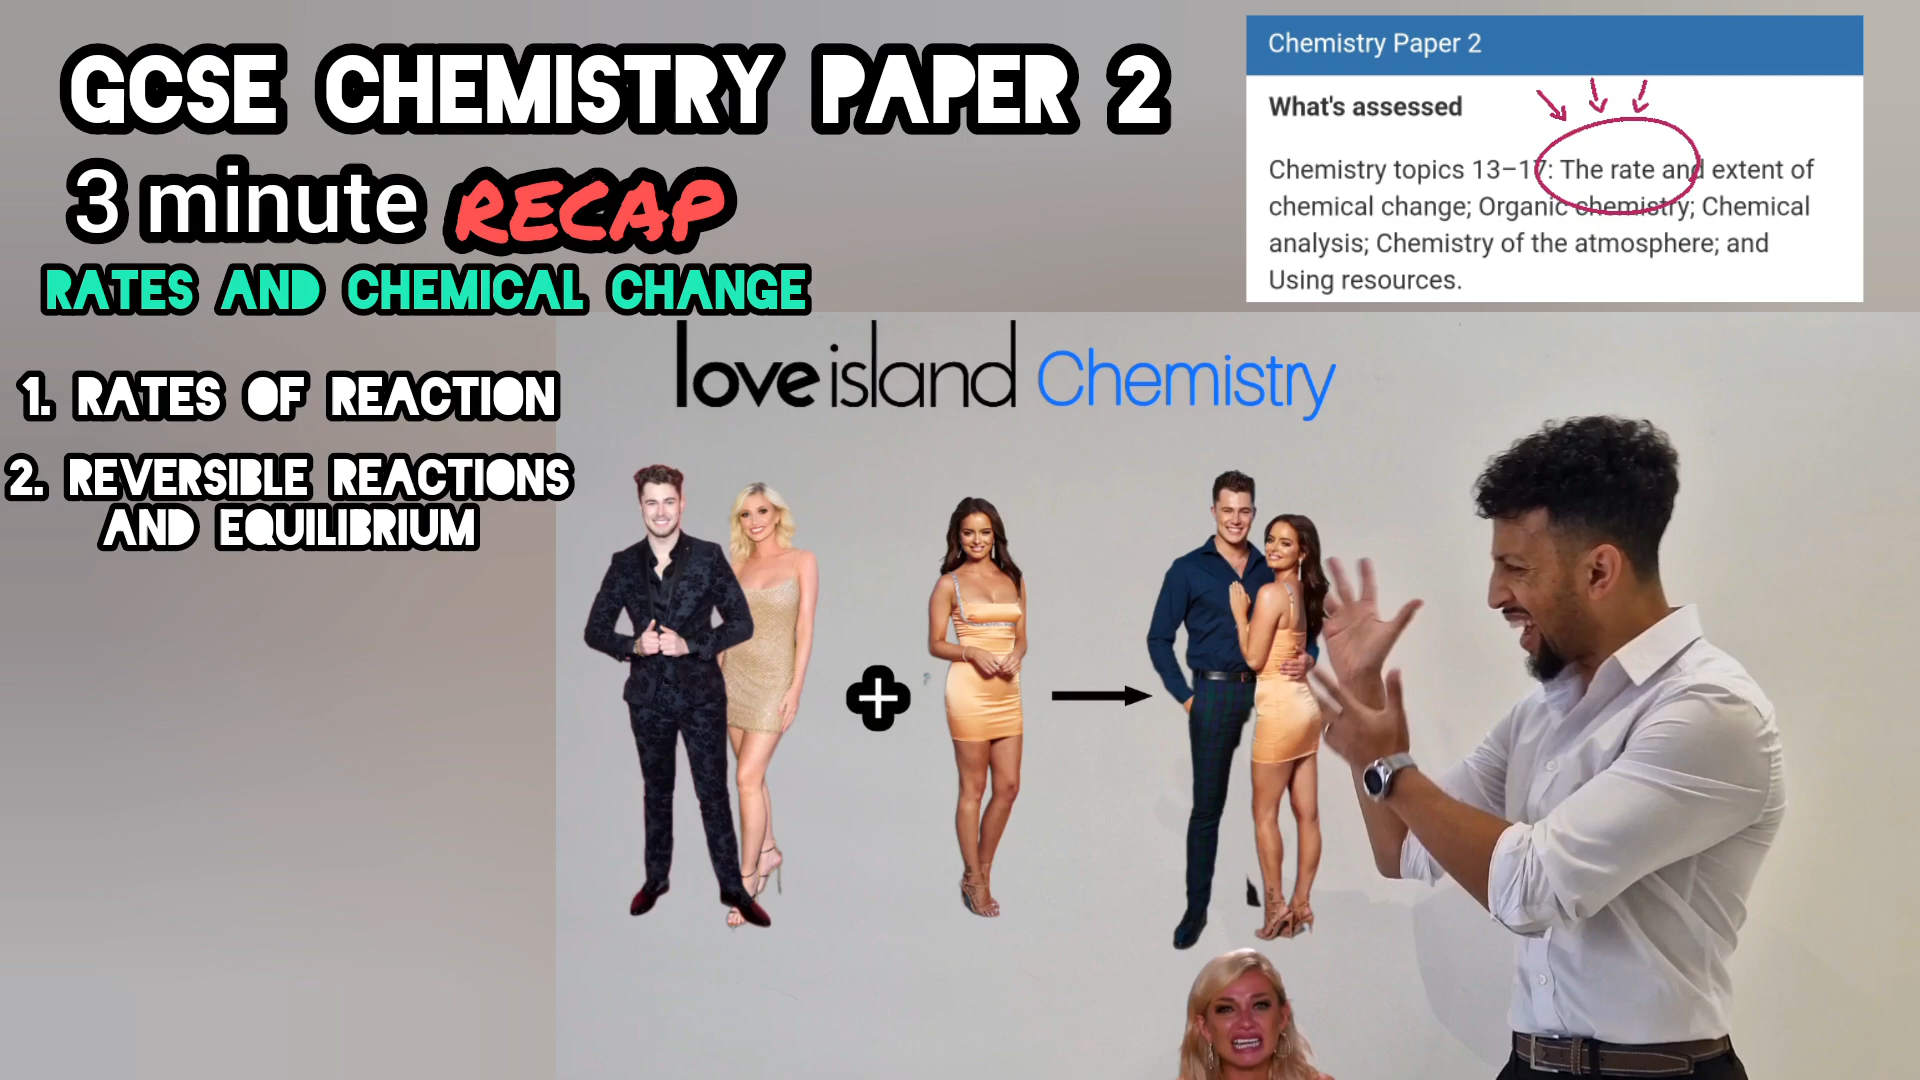 GCSE CHEMISTRY PAPER 2
3 minute RECAP
RATES AND CHEMICAL CHANGE
1. RATES OF REACTION
2. REVERSIBLE REACTIONS
AND EQUILIBRIUM
Chemistry Paper 2
What's assessed
Chemistry topics 13–17: The rate and extent of
chemical change; Organic chemistry; Chemical
analysis; Chemistry of the atmosphere; and
Using resources.
love island Chemistry
+